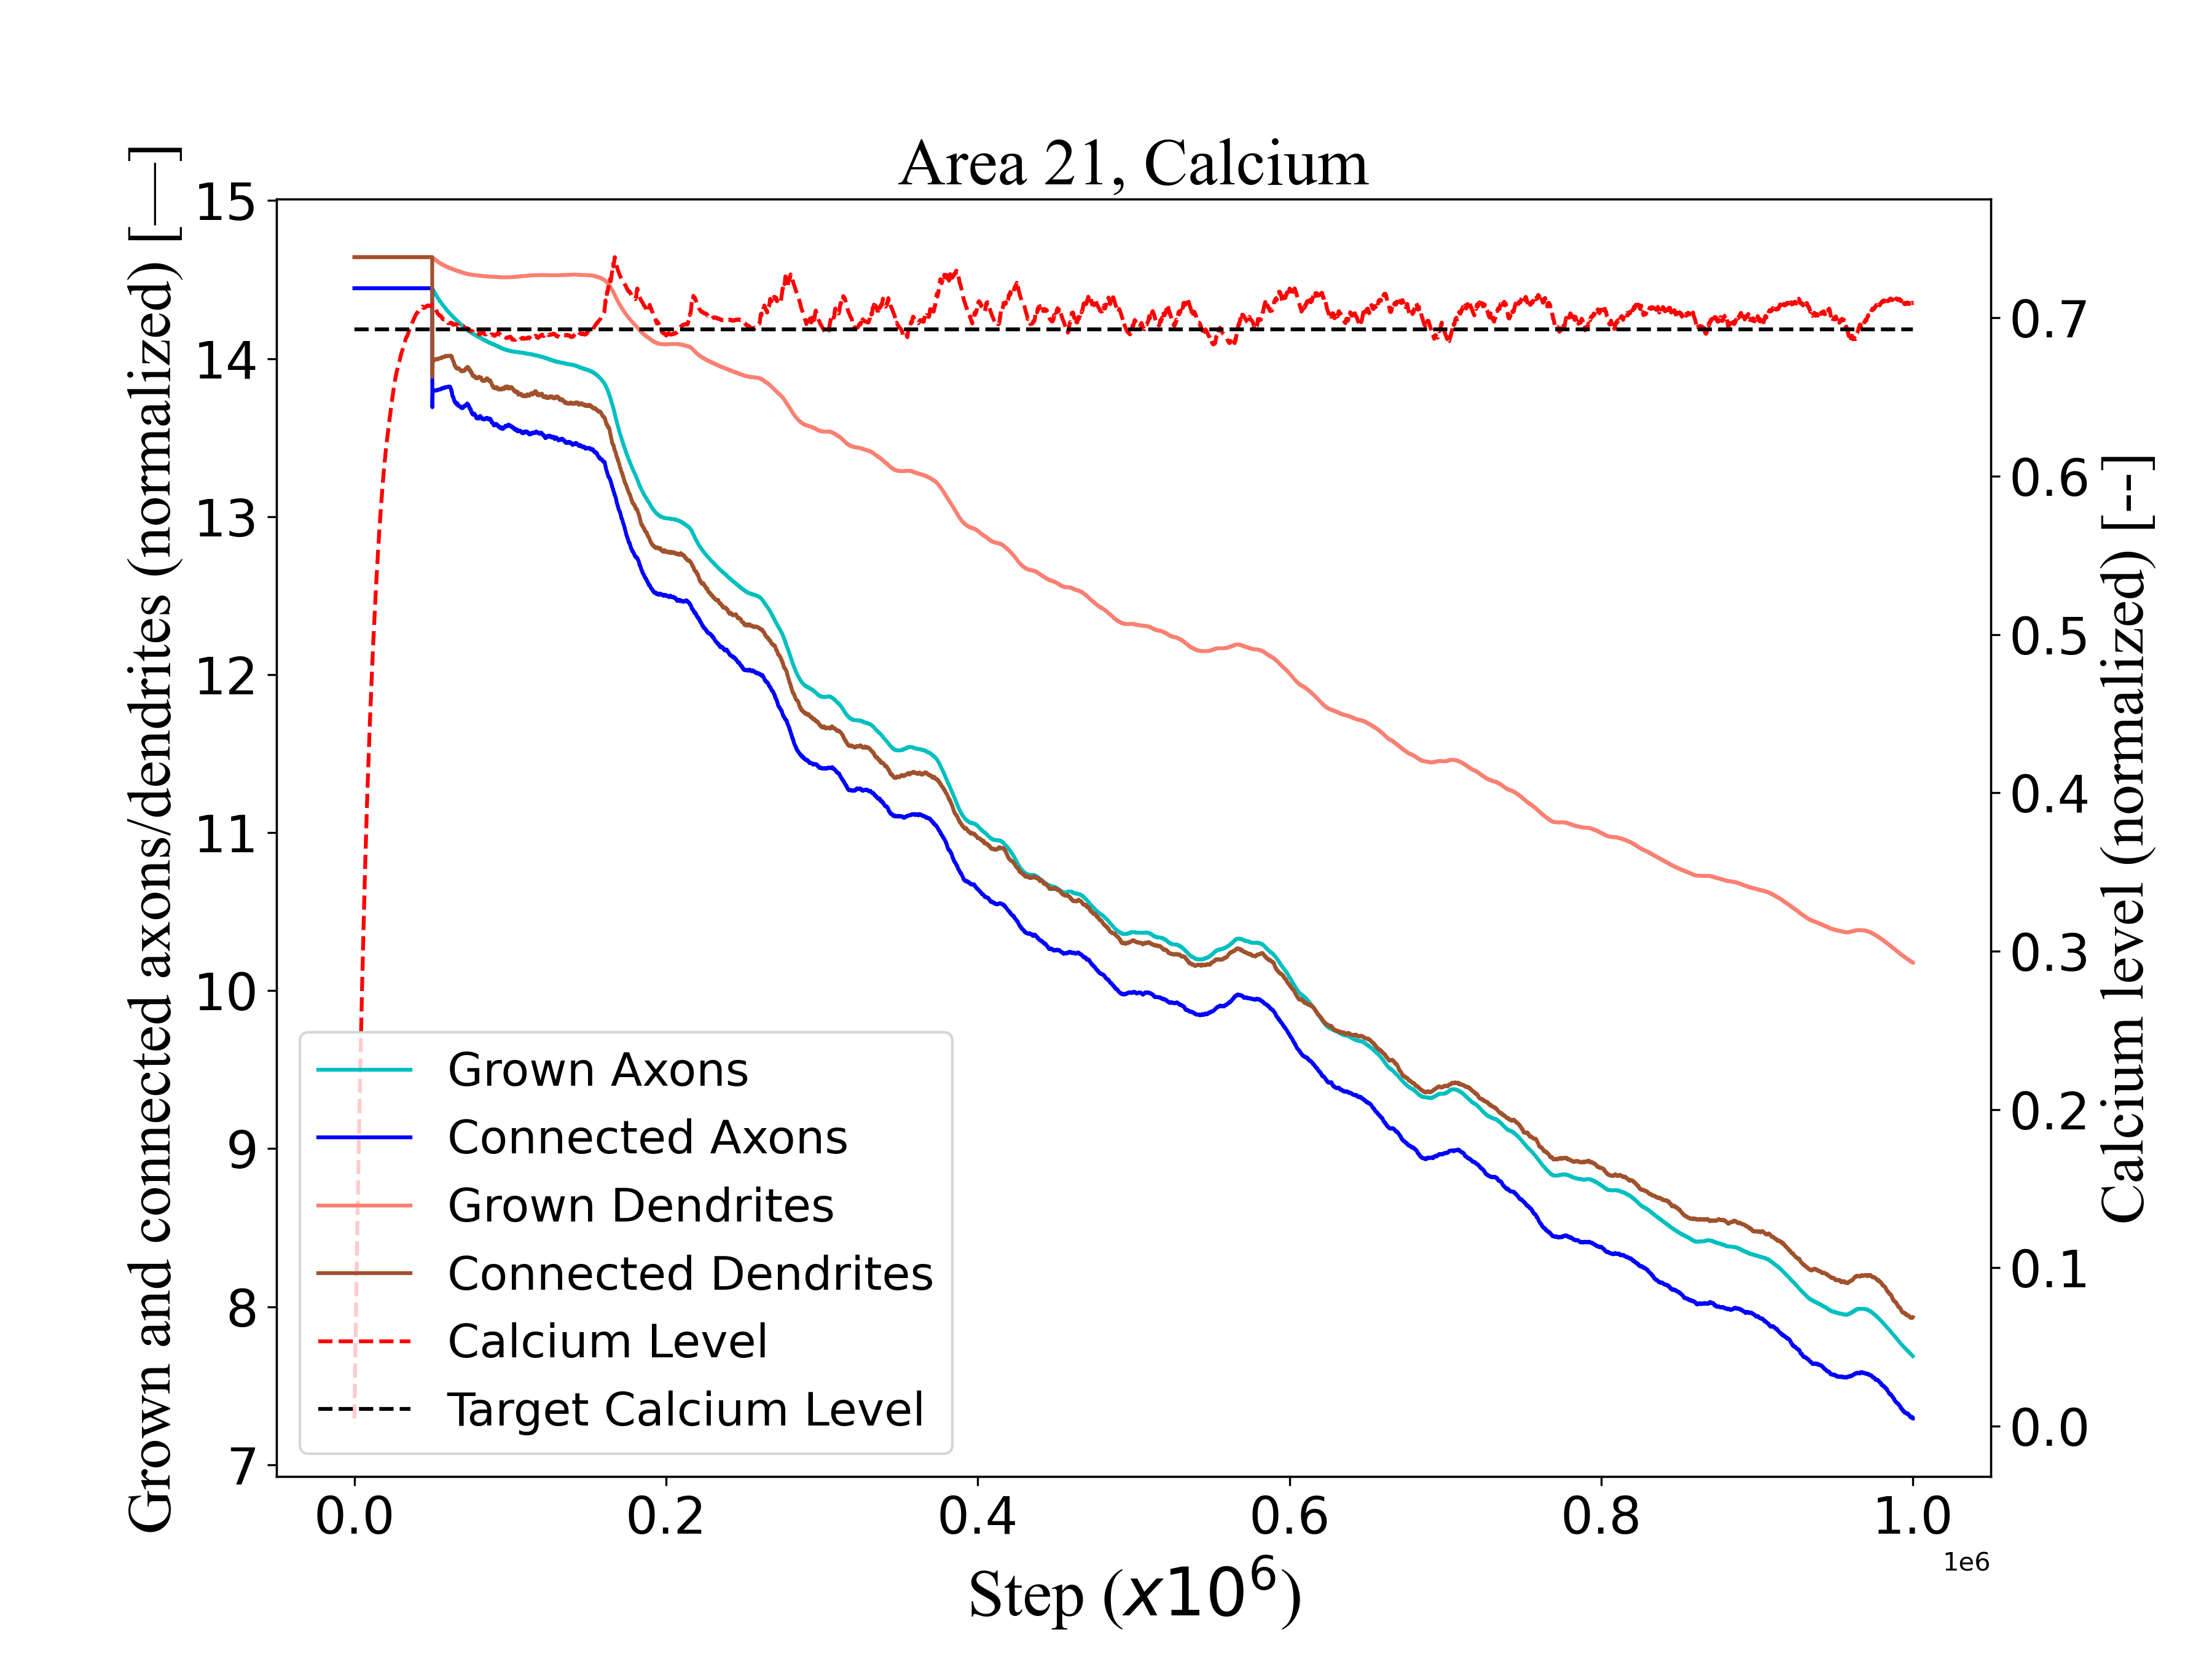 Area 21, Calcium
Grown and connected axons/dendrites (normalized) [—]
15
14
13
12
11
10
9
8
7
Grown Axons
Connected Axons
Grown Dendrites
Connected Dendrites
Calcium Level
Target Calcium Level
0.7
0.6
0.5
0.4
0.3
0.2
0.1
0.0
Calcium level (normalized) [--]
0.0 0.2 0.4 0.6 0.8 1.0
1e6
Step (x10⁶)